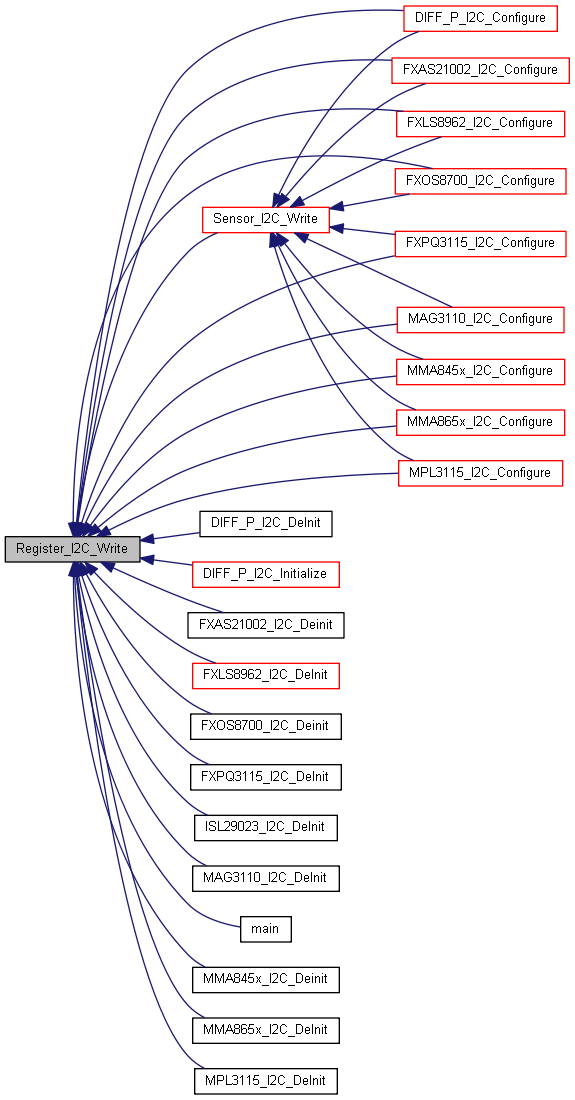 DIFF_P_I2C_Configure
FXAS21002_I2C_Configure
FXLS8962_I2C_Configure
FXOS8700_I2C_Configure
Sensor_I2C_Write
FXPQ3115_I2C_Configure
MAG3110_I2C_Configure
MMA845x_I2C_Configure
MMA865x_I2C_Configure
MPL3115_I2C_Configure
DIFF_P_I2C_DeInit
Register_I2C_Write
DIFF_P_I2C_Initialize
FXAS21002_I2C_Deinit
FXLS8962_I2C_DeInit
FXOS8700_I2C_Deinit
FXPQ3115_I2C_DeInit
ISL29023_I2C_DeInit
MAG3110_I2C_DeInit
main
MMA845x_I2C_Deinit
MMA865x_I2C_DeInit
MPL3115_I2C_DeInit